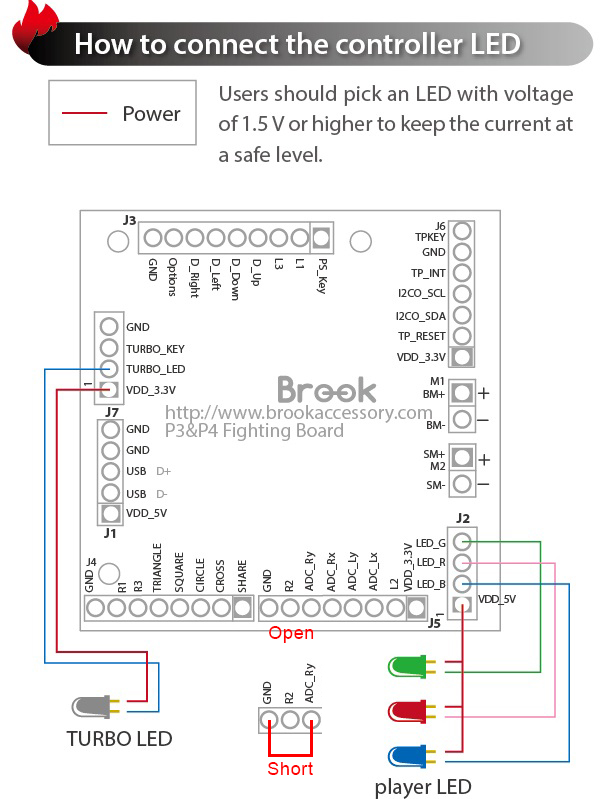 How to connect the controller LED
Power
Users should pick an LED with voltage
of 1.5 V or higher to keep the current at
a safe level.
J3
GND
Options
D_Right
D_Left
D_Down
D_Up
L3
L1
PS_Key
J6
TPKEY
GND
TP_INT
I2CO_SCL
I2CO_SDA
TP_RESET
VDD_3.3V
GND
TURBO_KEY
TURBO_LED
1
VDD_3.3V
J7
Brook
http://www.brookaccessory.com
P3&P4 Fighting Board
M1
BM+
+
BM-
−
SM+
M2
+
SM-
−
GND
GND
USB D+
USB D-
VDD_5V
J1
J2
LED_G
LED_R
LED_B
VDD_5V
1
J4
GND
R1
R3
TRIANGLE
SQUARE
CIRCLE
CROSS
SHARE
GND
R2
ADC_Ry
ADC_Rx
ADC_Ly
ADC_Lx
L2
VDD_3.3V
J5
Open
GND
R2
ADC_Ry
Short
TURBO LED
player LED